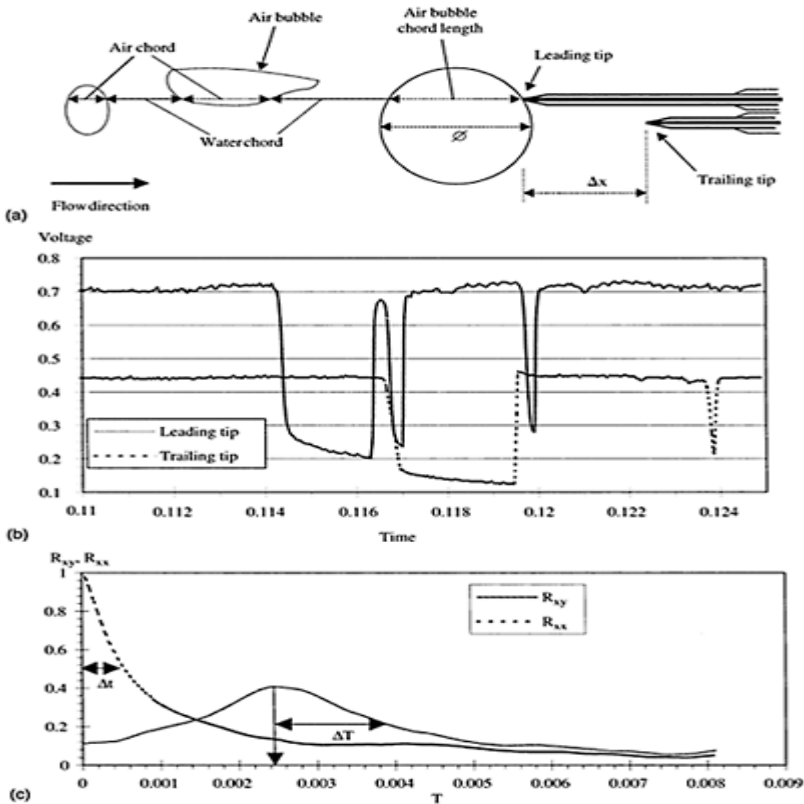 Air bubble
Air chord
Air bubble
chord length
Leading tip
Water chord
Ø
Δx
Trailing tip
Flow direction
(a)
Voltage
0.8
0.7
0.6
0.5
0.4
0.3
0.2
0.1
Leading tip
Trailing tip
0.11 0.112 0.114 0.116 0.118 0.12 0.122 0.124
(b)
Time
Rxy- Rxx
1
0.8
0.6
0.4
0.2
0
Rxy
Rxx
Δt
ΔT
0 0.001 0.002 0.003 0.004 0.005 0.006 0.007 0.008 0.009
(c)
T